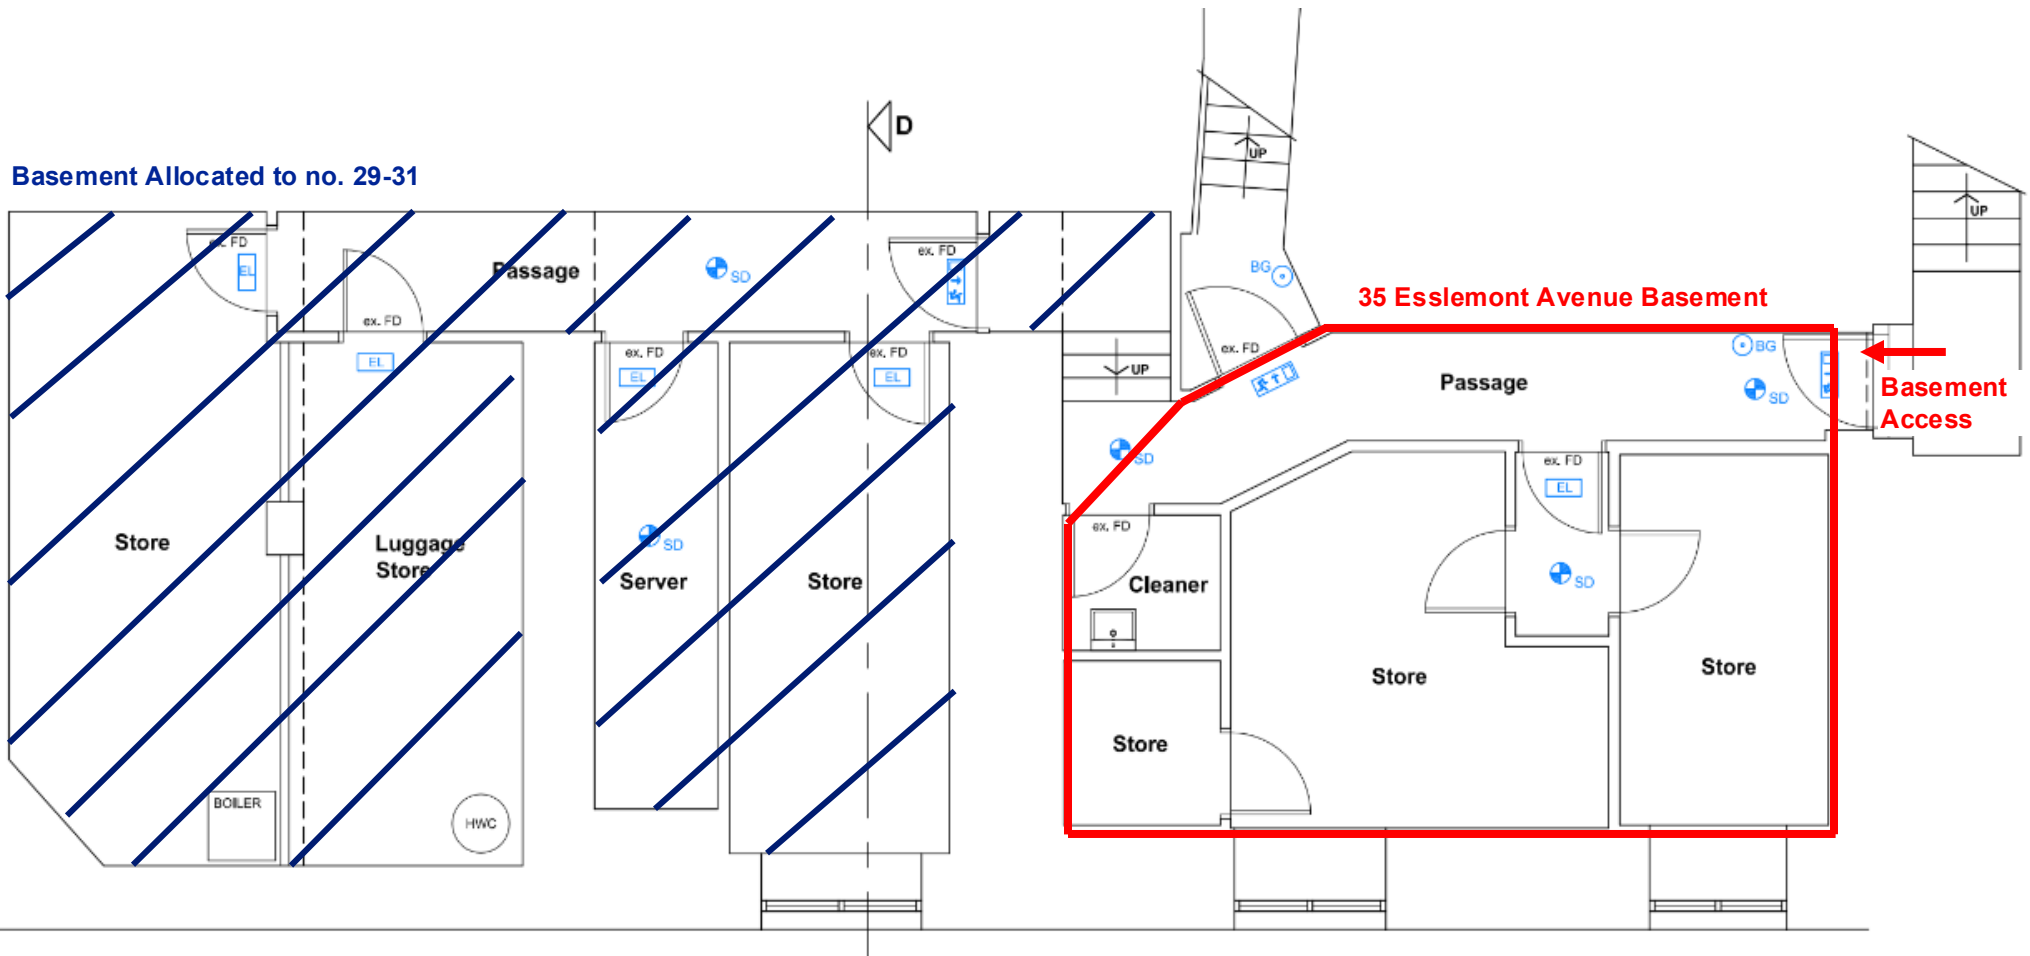 D
UP
UP
Basement Allocated to no. 29-31
ex. FD
EL
Passage
SD
ex. FD
BG
35 Esslemont Avenue Basement
ex. FD
EL
ex. FD
EL
ex. FD
EL
UP
ex. FD
BG
Passage
SD
Basement
Access
SD
ex. FD
EL
Store
Luggage
Store
SD
Server
Store
ex. FD
Cleaner
SD
Store
Store
Store
BOILER
HWC